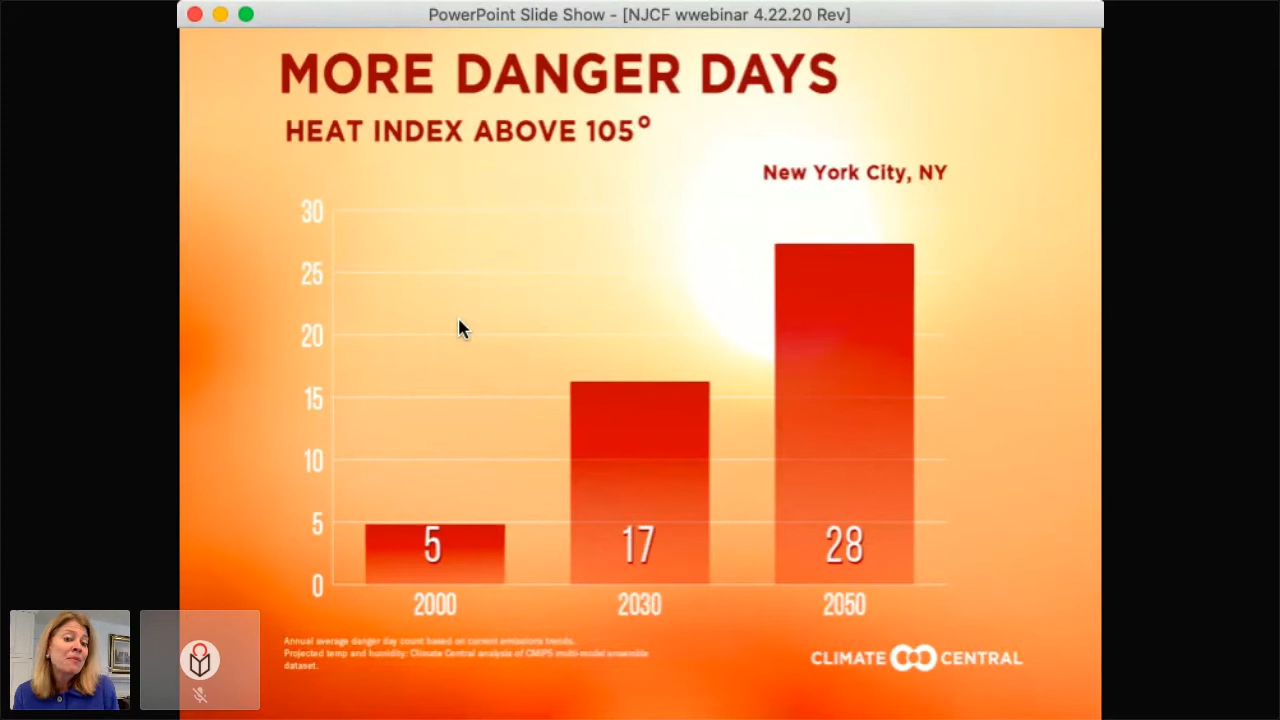 PowerPoint Slide Show - [NJCF wwebinar 4.22.20 Rev]
MORE DANGER DAYS
HEAT INDEX ABOVE 105°
New York City, NY
30
25
20
15
10
5
0
5
17
28
2000
2030
2050
Annual average danger day count based on current emissions trends.
Projected temp and humidity: Climate Central analysis of CMIP5 multi-model ensemble
dataset.
CLIMATE CENTRAL